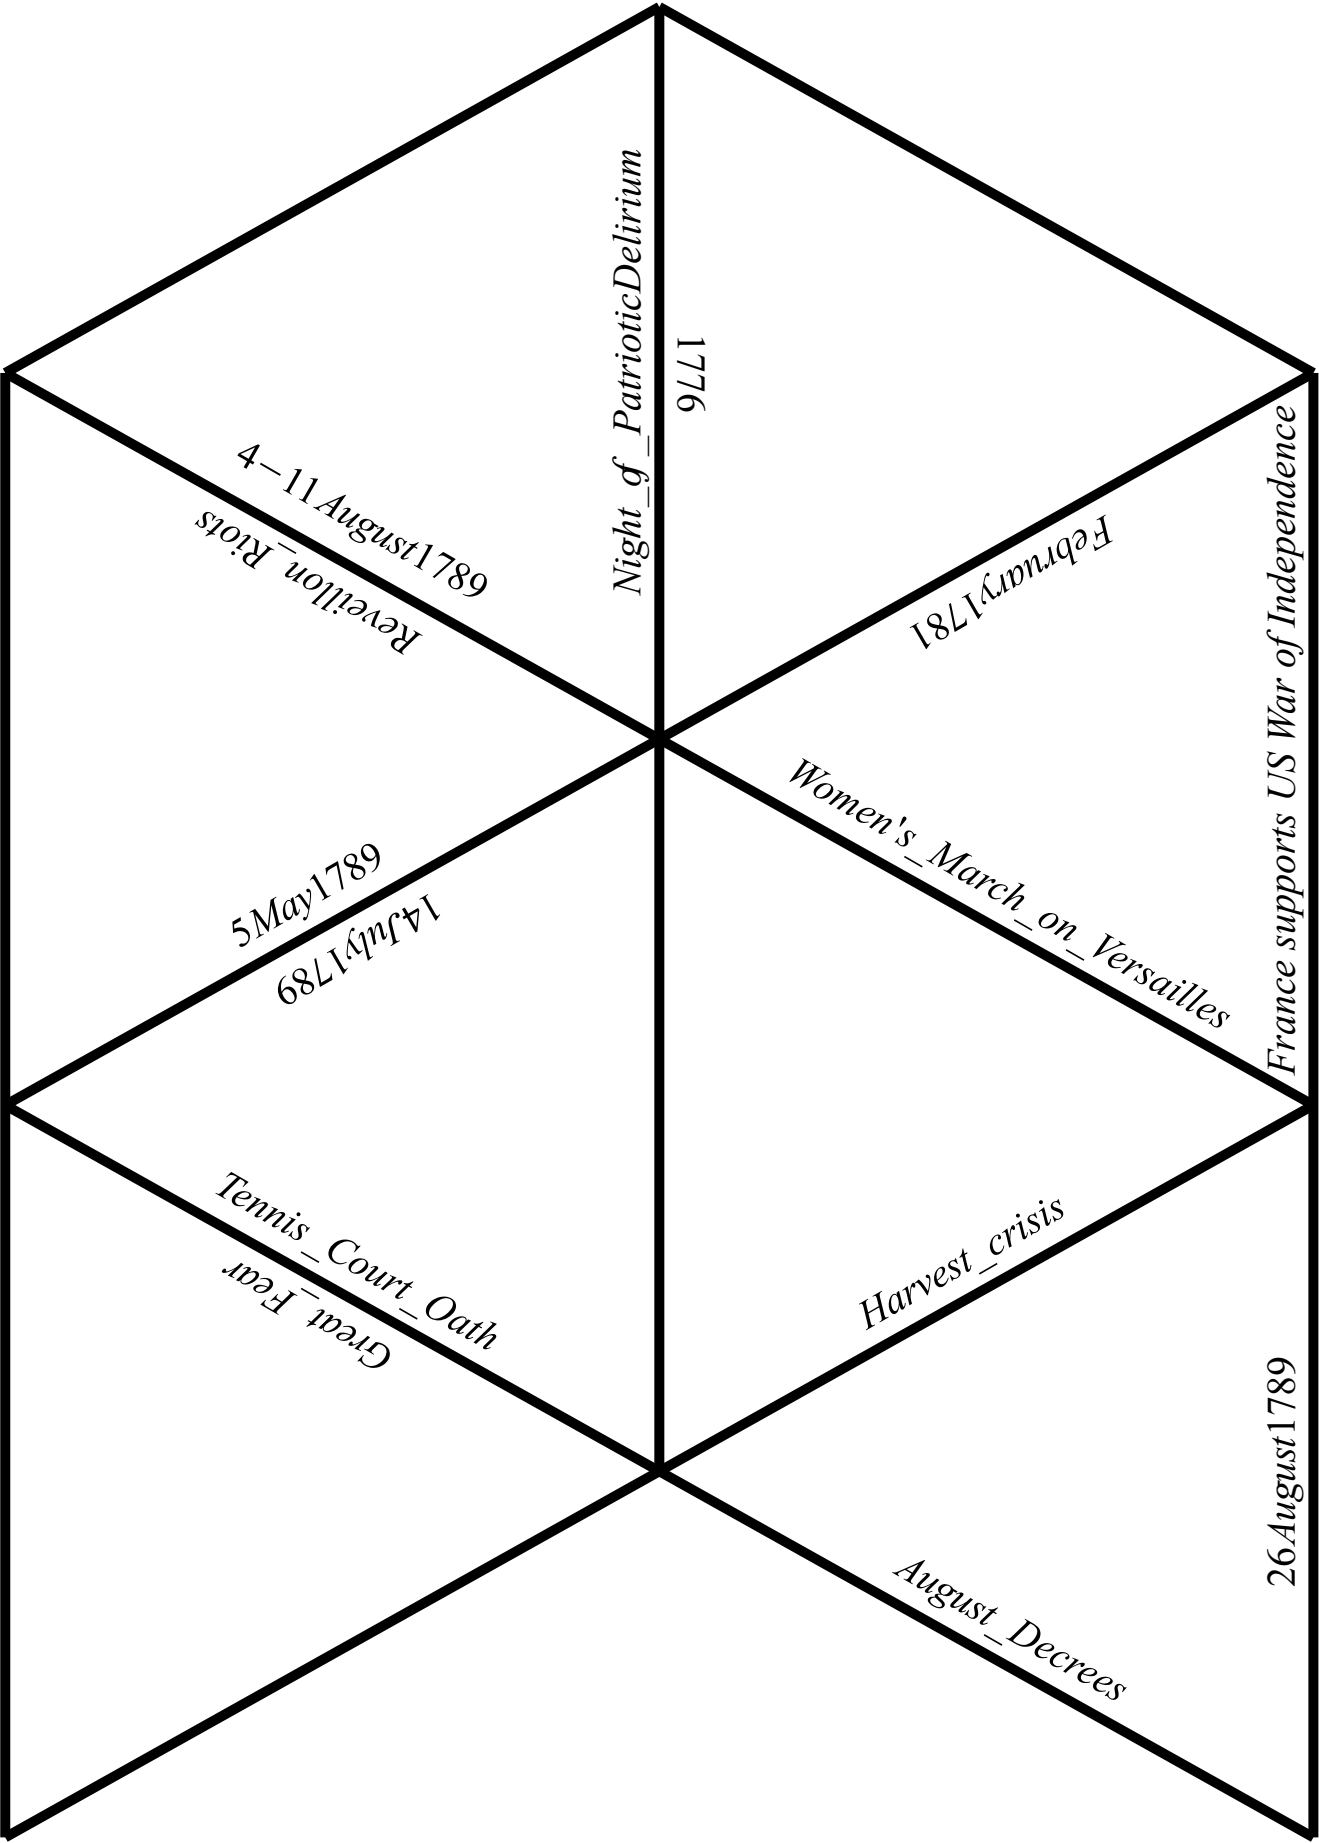 Night_of_PatrioticDelirium
1776
4−11August1789
Reveillon_Riots
February1781
France supports US War of Independence
Women's_March_on_Versailles
5May1789
14July1789
Tennis_Court_Oath
Great_Fear
Harvest_crisis
26August1789
August_Decrees